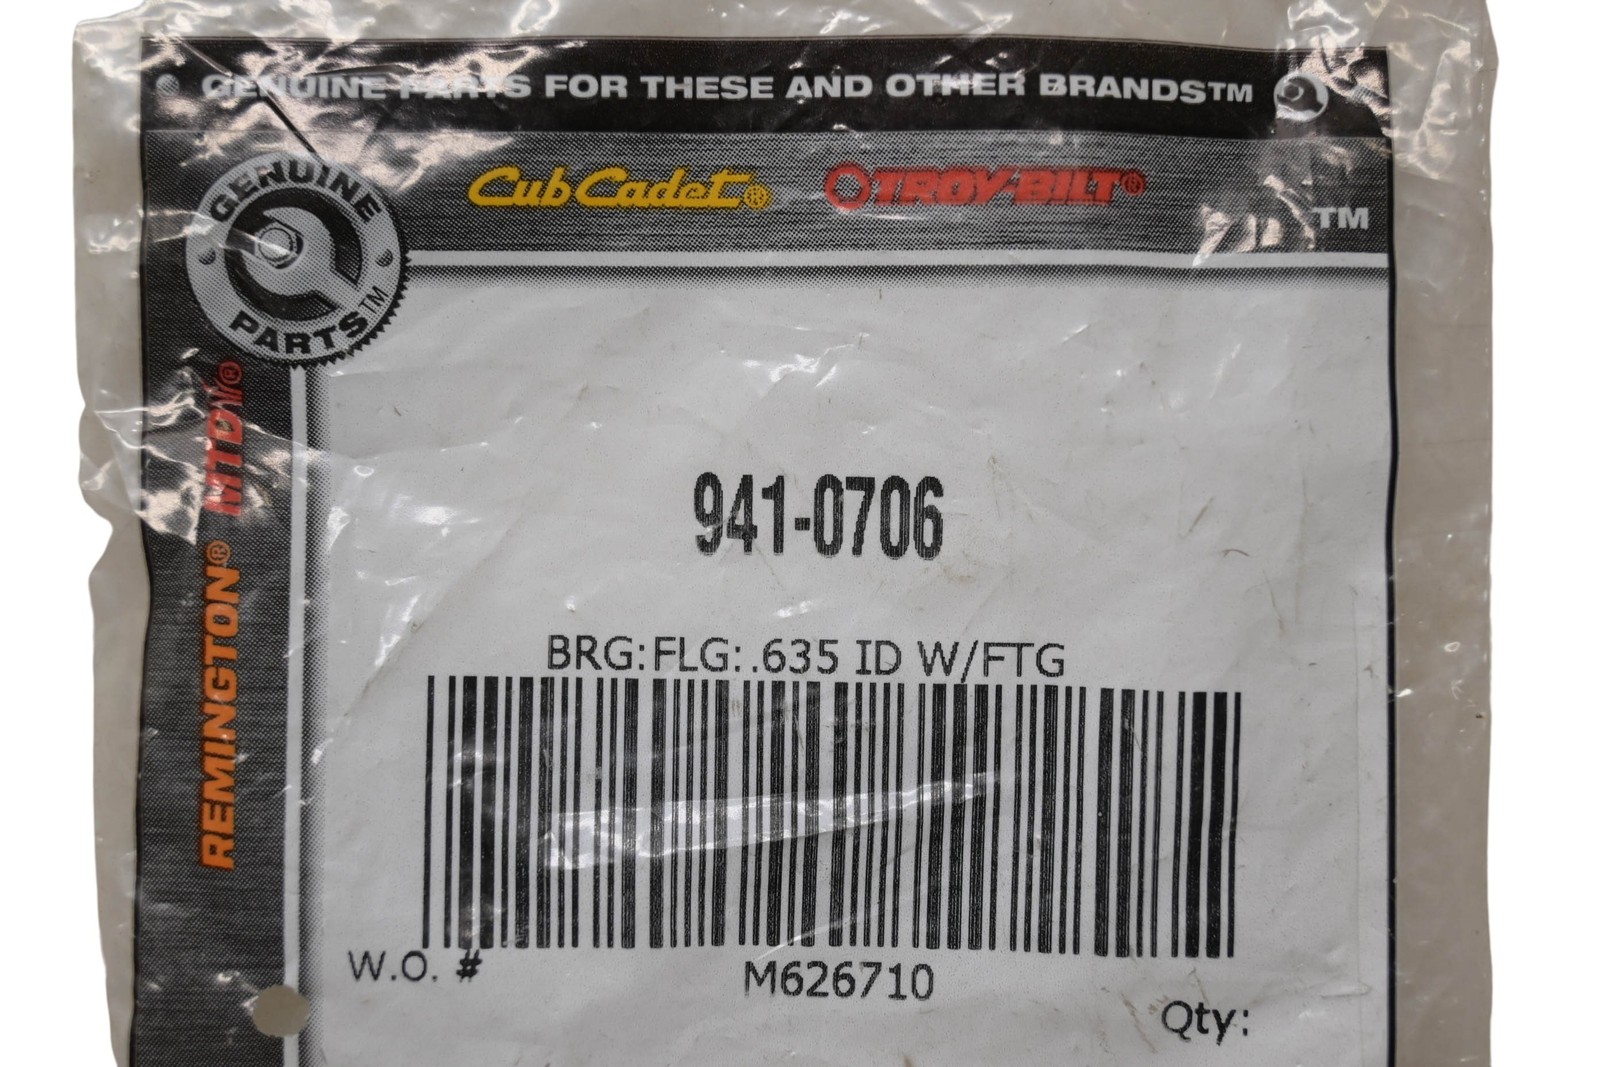 GENUINE PARTS FOR THESE AND OTHER BRANDS™
Cub Cadet® TROY-BILT®
TM
GENUINE
PARTS™
MTD®
REMINGTON®
941-0706
BRG:FLG:.635 ID W/FTG
W.O. #
M626710
Qty: